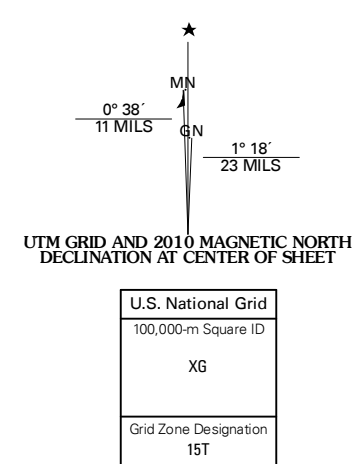 ★
MN
0° 38´
11 MILS
GN
1° 18´
23 MILS
UTM GRID AND 2010 MAGNETIC NORTH
DECLINATION AT CENTER OF SHEET
U.S. National Grid
100,000-m Square ID
XG
Grid Zone Designation
15T